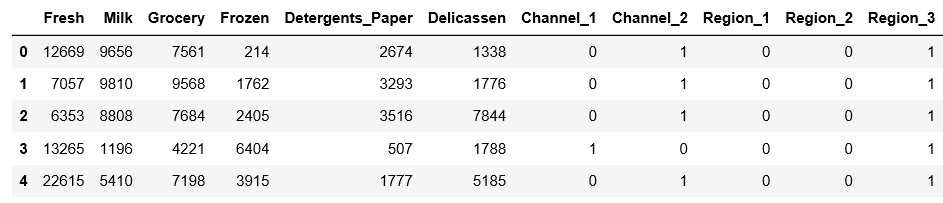 Fresh Milk Grocery Frozen Detergents_Paper Delicassen Channel_1 Channel_2 Region_1 Region_2 Region_3
0 12669 9656 7561 214 2674 1338 0 1 0 0 1
1 7057 9810 9568 1762 3293 1776 0 1 0 0 1
2 6353 8808 7684 2405 3516 7844 0 1 0 0 1
3 13265 1196 4221 6404 507 1788 1 0 0 0 1
4 22615 5410 7198 3915 1777 5185 0 1 0 0 1